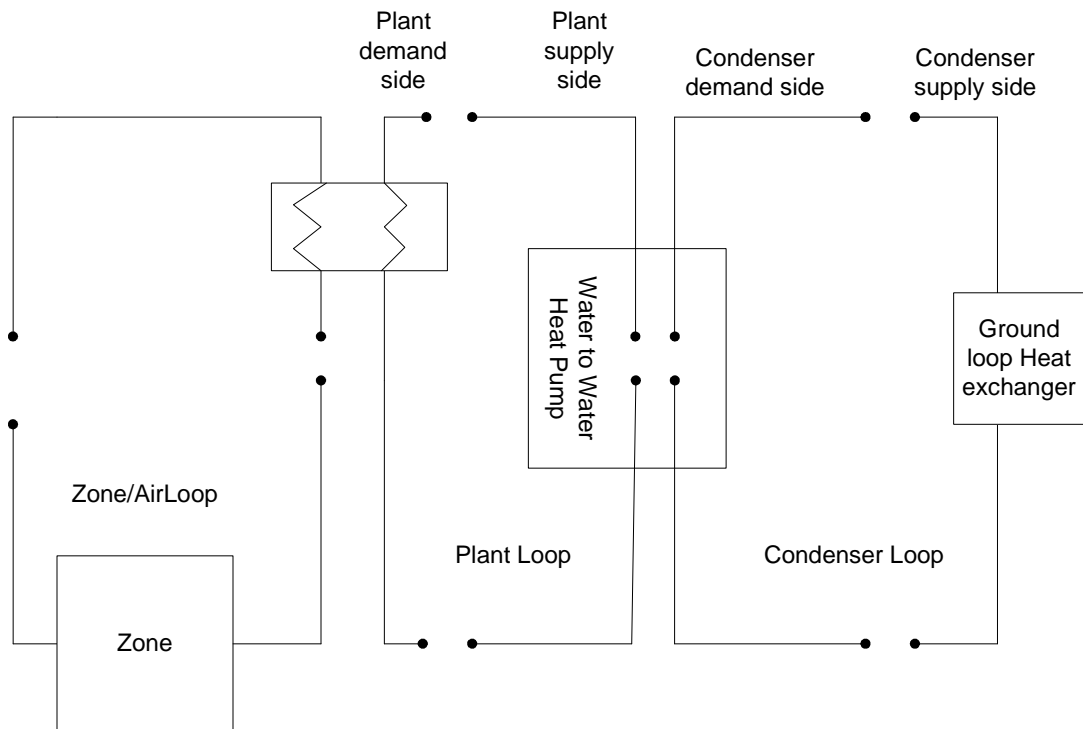 Plant
demand
side
Plant
supply
side
Condenser
demand side
Condenser
supply side
Water to Water
Heat Pump
Ground
loop Heat
exchanger
Zone/AirLoop
Plant Loop
Condenser Loop
Zone